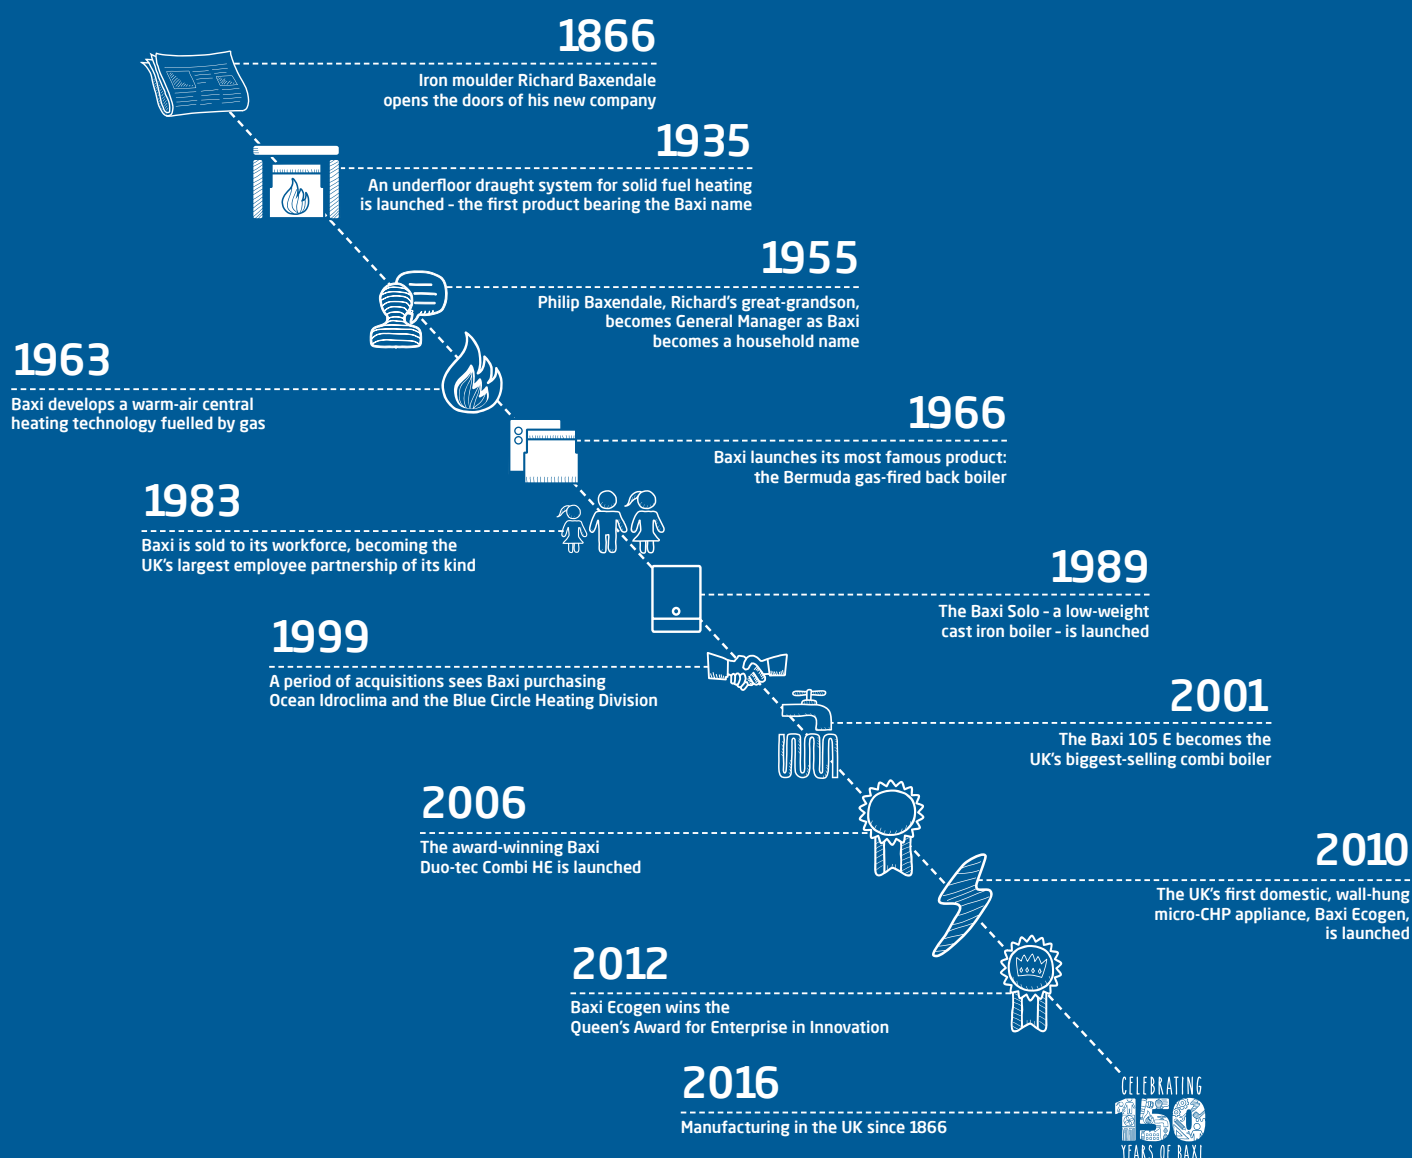 1866
Iron moulder Richard Baxendale
opens the doors of his new company
1935
An underfloor draught system for solid fuel heating
is launched - the first product bearing the Baxi name
1955
Philip Baxendale, Richard's great-grandson,
becomes General Manager as Baxi
becomes a household name
1963
Baxi develops a warm-air central
heating technology fuelled by gas
1966
Baxi launches its most famous product:
the Bermuda gas-fired back boiler
1983
Baxi is sold to its workforce, becoming the
UK's largest employee partnership of its kind
1989
The Baxi Solo - a low-weight
cast iron boiler - is launched
1999
A period of acquisitions sees Baxi purchasing
Ocean Idroclima and the Blue Circle Heating Division
2001
The Baxi 105 E becomes the
UK's biggest-selling combi boiler
2006
The award-winning Baxi
Duo-tec Combi HE is launched
2010
The UK's first domestic, wall-hung
micro-CHP appliance, Baxi Ecogen,
is launched
2012
Baxi Ecogen wins the
Queen's Award for Enterprise in Innovation
2016
Manufacturing in the UK since 1866
CELEBRATING
150
YEARS OF BAXI